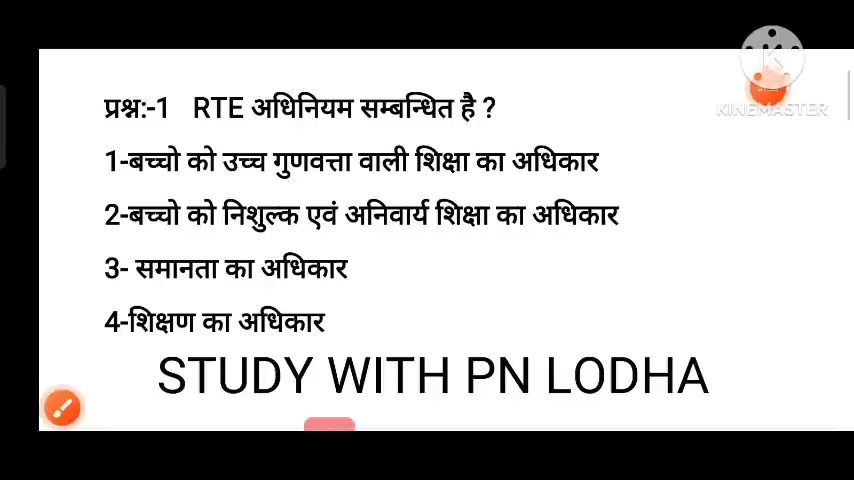 प्रश्न:-1 RTE अधिनियम सम्बन्धित है ?
1-बच्चो को उच्च गुणवत्ता वाली शिक्षा का अधिकार
2-बच्चो को निशुल्क एवं अनिवार्य शिक्षा का अधिकार
3- समानता का अधिकार
4-शिक्षण का अधिकार
STUDY WITH PN LODHA
KINEMASTER